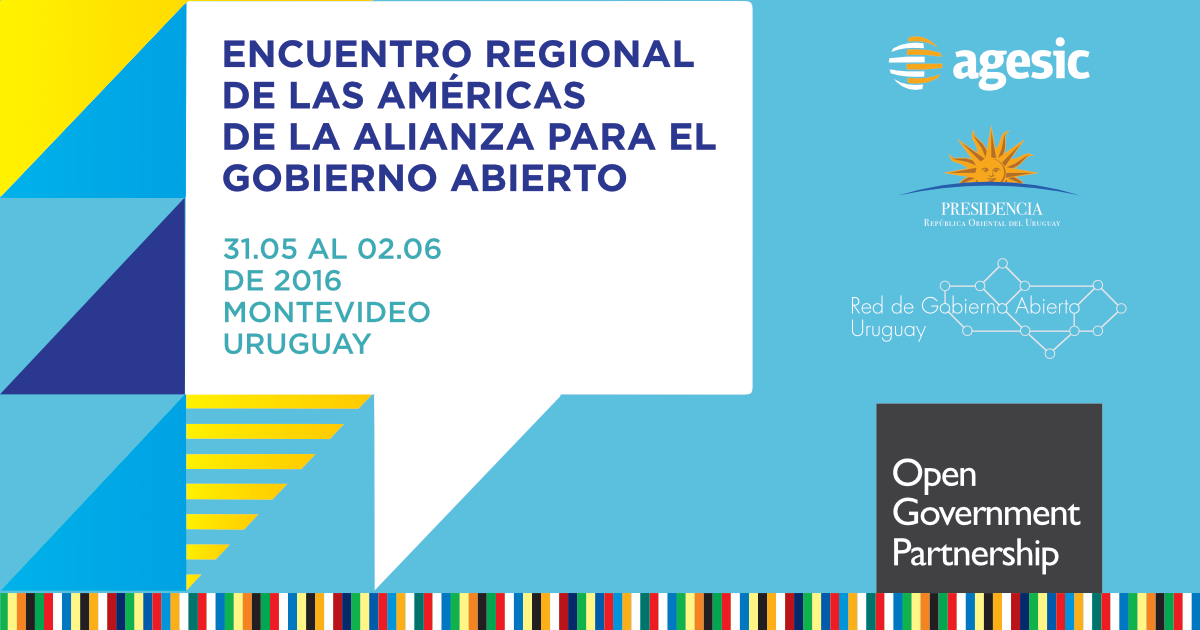 ENCUENTRO REGIONAL
DE LAS AMÉRICAS
DE LA ALIANZA PARA EL
GOBIERNO ABIERTO
31.05 AL 02.06
DE 2016
MONTEVIDEO
URUGUAY
agesic
PRESIDENCIA
REPÚBLICA ORIENTAL DEL URUGUAY
Red de Gobierno Abierto
Uruguay
Open
Government
Partnership